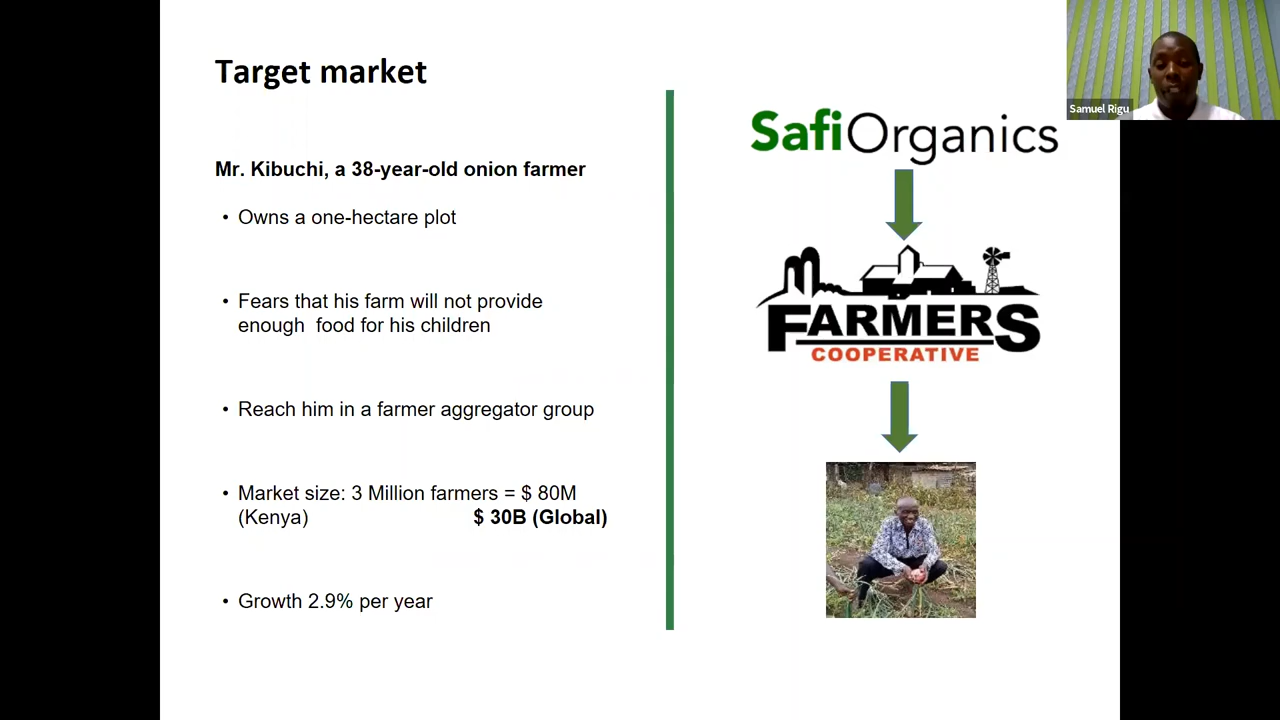 Target market
Mr. Kibuchi, a 38-year-old onion farmer
• Owns a one-hectare plot
• Fears that his farm will not provide
enough  food for his children
• Reach him in a farmer aggregator group
• Market size: 3 Million farmers = $ 80M
(Kenya) $ 30B (Global)
• Growth 2.9% per year
SafiOrganics
FARMERS
COOPERATIVE
Samuel Rigu